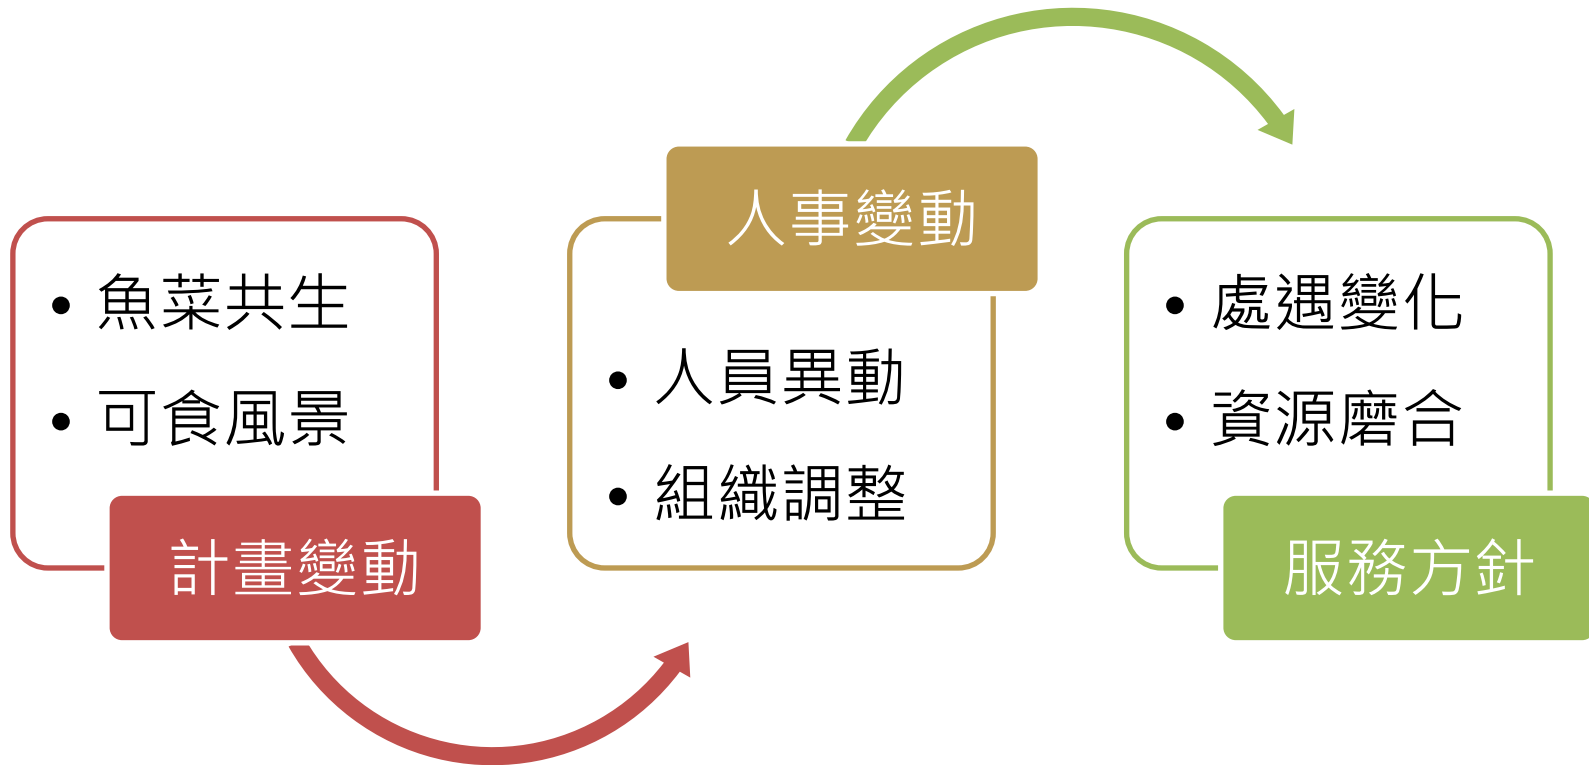 魚菜共生
可食風景
計畫變動
人事變動
人員異動
組織調整
處遇變化
資源磨合
服務方針